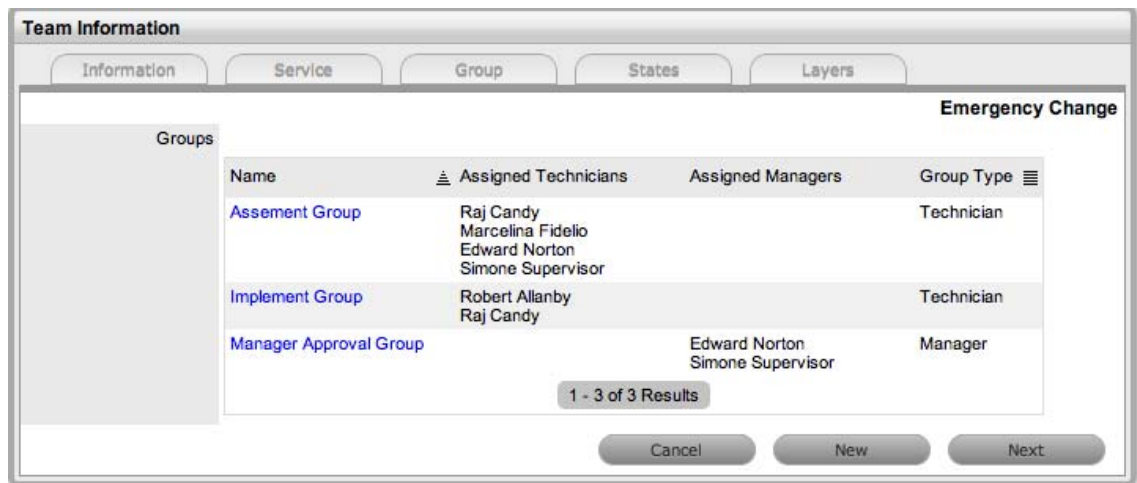 Team Information
Information Service Group States Layers
Emergency Change
Groups
Name Assigned Technicians Assigned Managers Group Type
Assement Group Raj Candy Technician
Marcelina Fidelio
Edward Norton
Simone Supervisor
Implement Group Robert Allanby Technician
Raj Candy
Manager Approval Group Edward Norton Manager
Simone Supervisor
1 - 3 of 3 Results
Cancel New Next